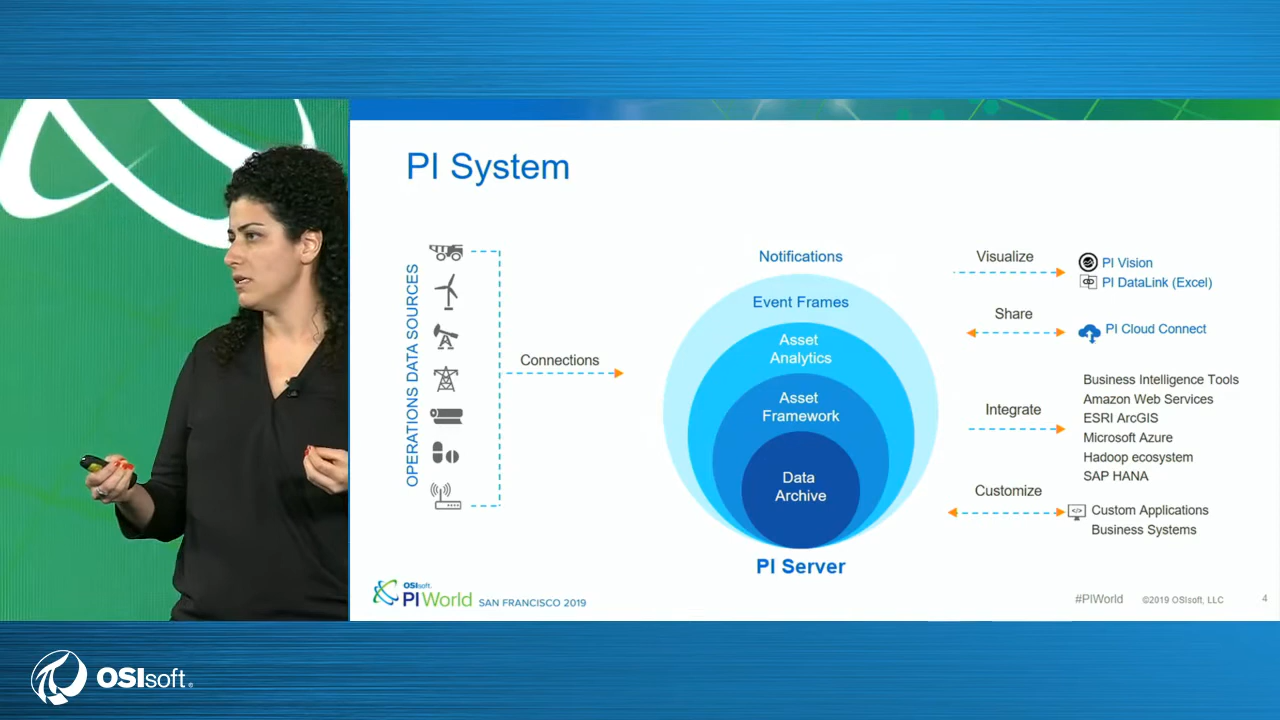 PI System
OPERATIONS DATA SOURCES
Connections
Notifications
Event Frames
Asset
Analytics
Asset
Framework
Data
Archive
PI Server
Visualize
PI Vision
PI DataLink (Excel)
Share
PI Cloud Connect
Integrate
Business Intelligence Tools
Amazon Web Services
ESRI ArcGIS
Microsoft Azure
Hadoop ecosystem
SAP HANA
Customize
</>
Custom Applications
Business Systems
OSIsoft.
PI World SAN FRANCISCO 2019
#PIWorld ©2019 OSIsoft, LLC 4
OSIsoft®